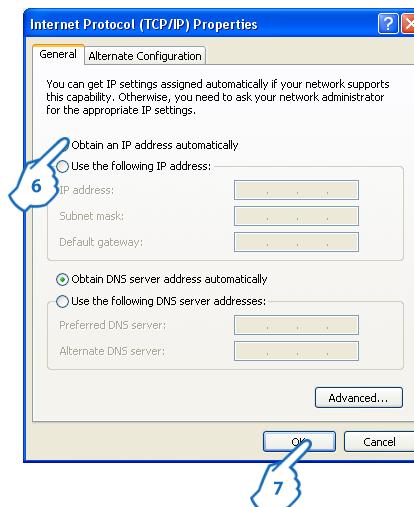 Internet Protocol (TCP/IP) Properties
General
Alternate Configuration
You can get IP settings assigned automatically if your network supports
this capability. Otherwise, you need to ask your network administrator
for the appropriate IP settings.
Obtain an IP address automatically
Use the following IP address:
6
IP address:
Subnet mask:
Default gateway:
Obtain DNS server address automatically
Use the following DNS server addresses:
Preferred DNS server:
Alternate DNS server:
Advanced...
OK
Cancel
7